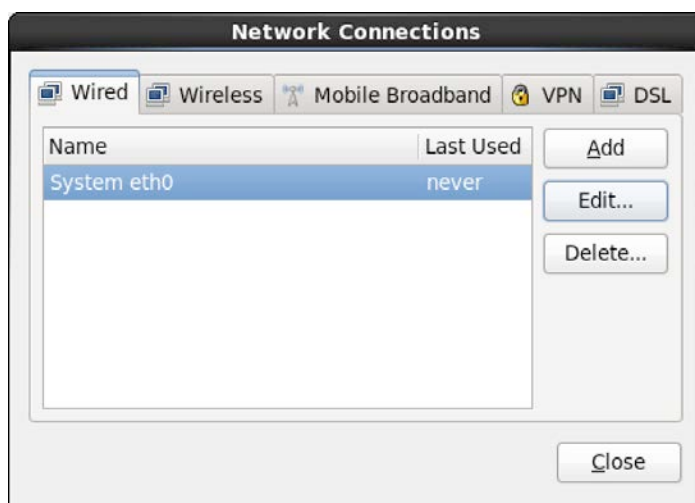 Network Connections
Wired Wireless Mobile Broadband VPN DSL
Name Last Used Add
System eth0 never
Edit...
Delete...
Close